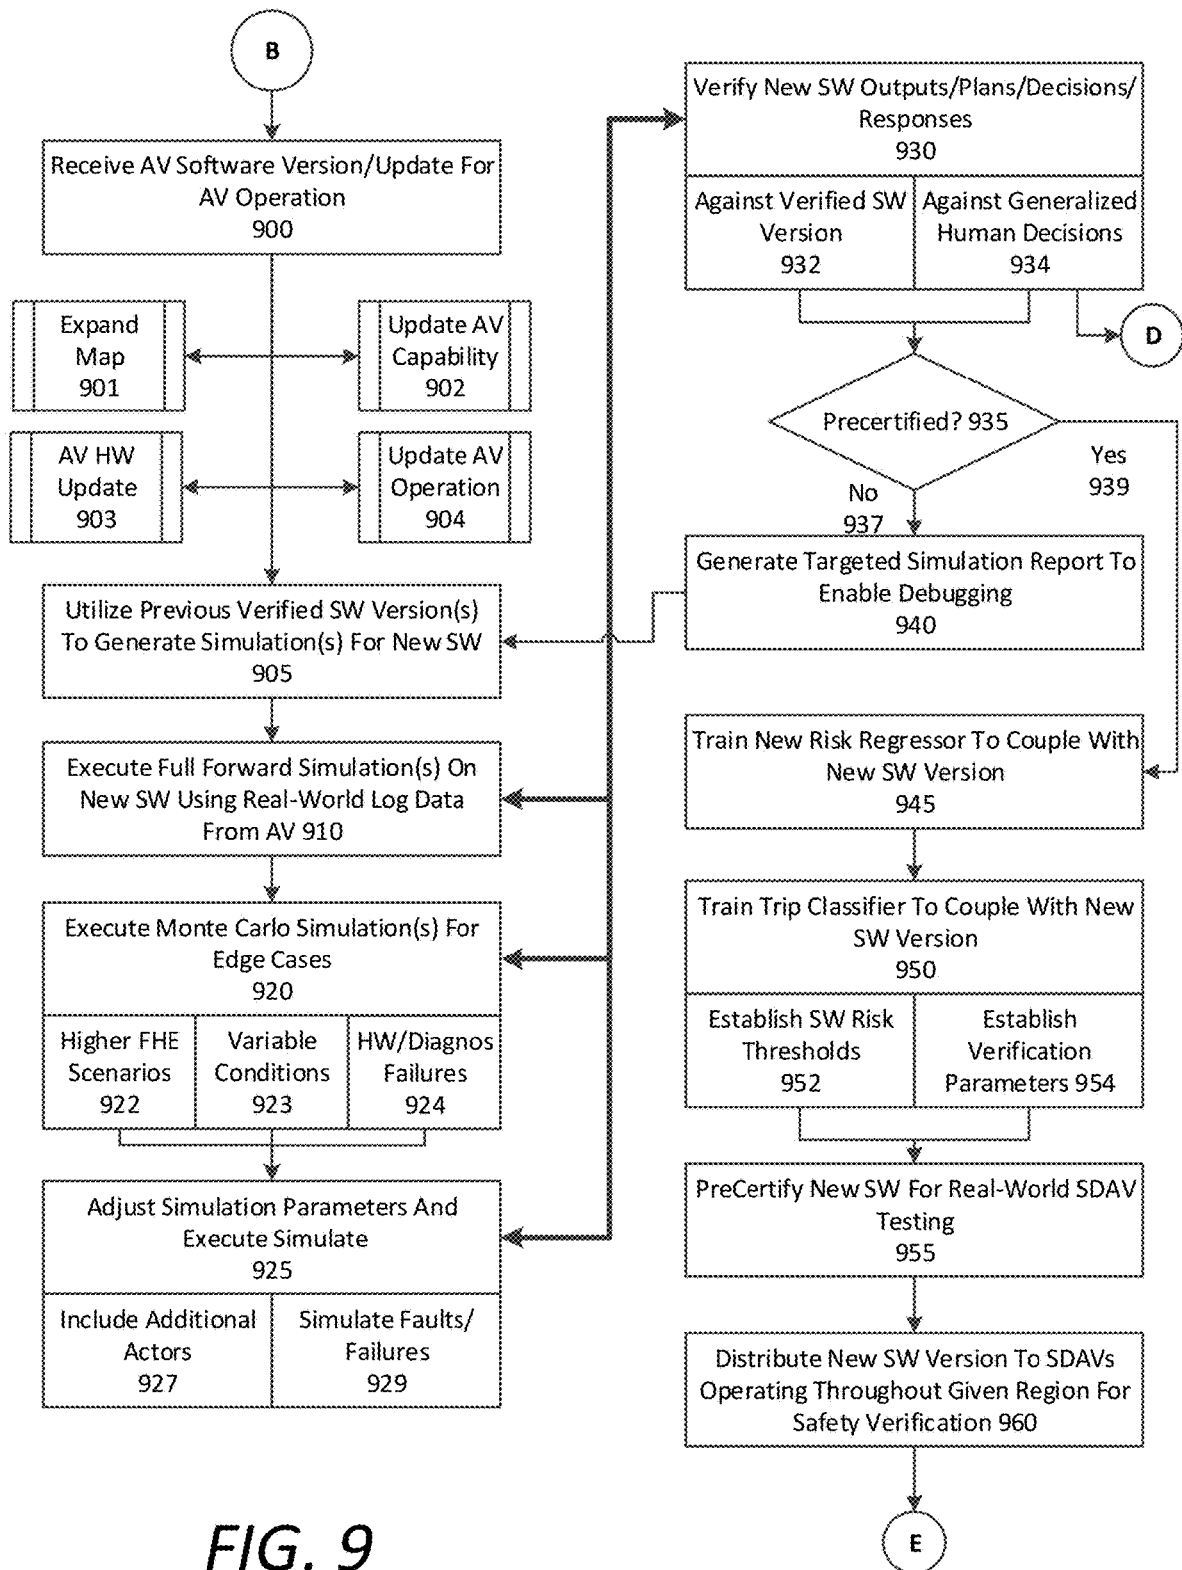 B
Receive AV Software Version/Update For
AV Operation
900
Expand
Map
901
Update AV
Capability
902
AV HW
Update
903
Update AV
Operation
904
Utilize Previous Verified SW Version(s)
To Generate Simulation(s) For New SW
905
Execute Full Forward Simulation(s) On
New SW Using Real-World Log Data
From AV 910
Execute Monte Carlo Simulation(s) For
Edge Cases
920
Higher FHE
Scenarios
922
Variable
Conditions
923
HW/Diagnos
Failures
924
Adjust Simulation Parameters And
Execute Simulate
925
Include Additional
Actors
927
Simulate Faults/
Failures
929
Verify New SW Outputs/Plans/Decisions/
Responses
930
Against Verified SW
Version
932
Against Generalized
Human Decisions
934
D
Precertified? 935
Yes
939
No
937
Generate Targeted Simulation Report To
Enable Debugging
940
Train New Risk Regressor To Couple With
New SW Version
945
Train Trip Classifier To Couple With New
SW Version
950
Establish SW Risk
Thresholds
952
Establish
Verification
Parameters 954
PreCertify New SW For Real-World SDAV
Testing
955
Distribute New SW Version To SDAVs
Operating Throughout Given Region For
Safety Verification 960
E
FIG. 9